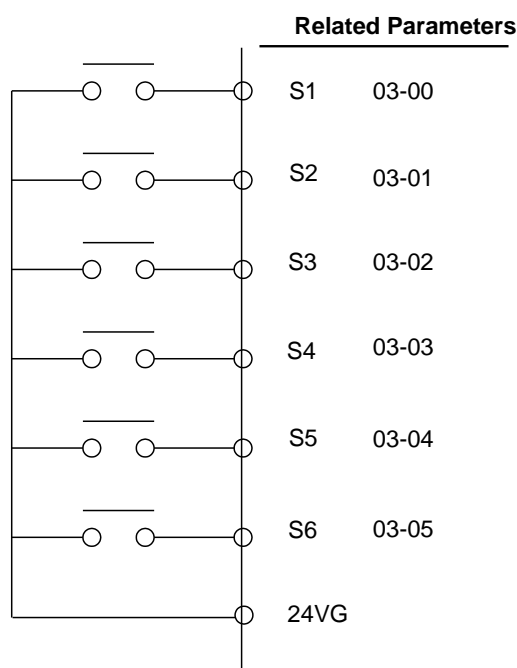 Related Parameters
S1 03-00
S2 03-01
S3 03-02
S4 03-03
S5 03-04
S6 03-05
24VG